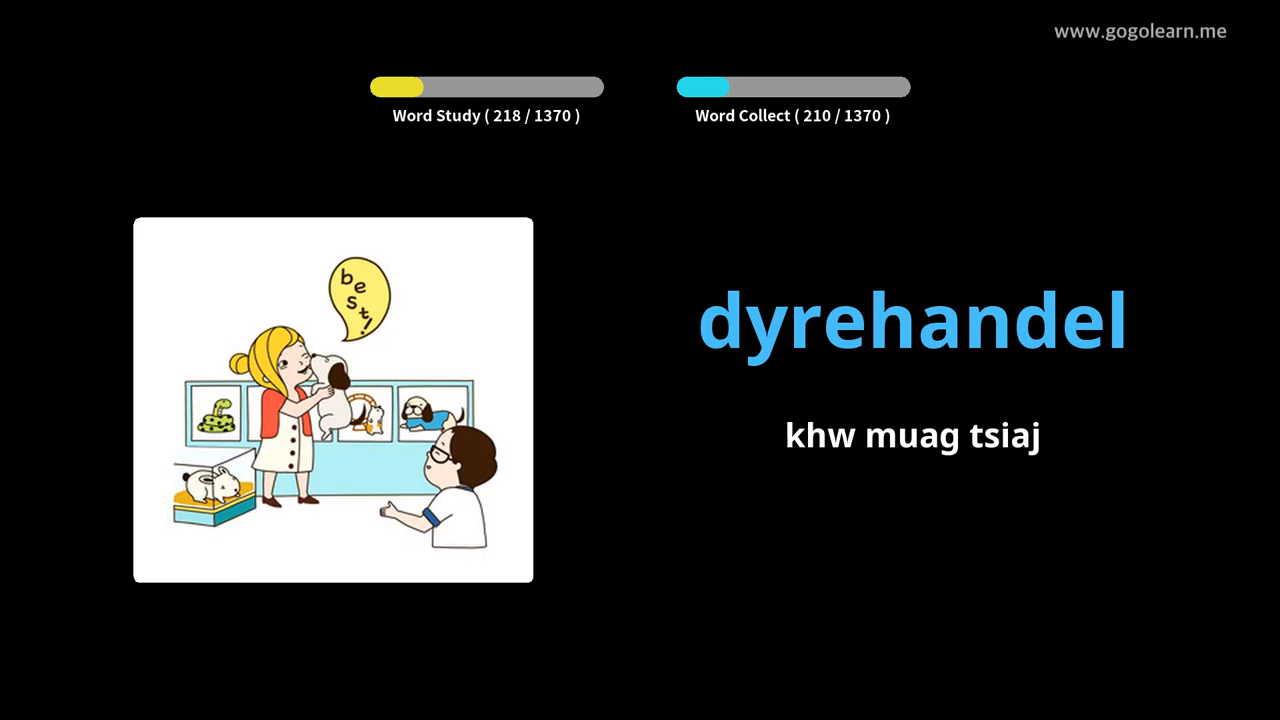 www.gogolearn.me
Word Study ( 218 / 1370 )
Word Collect ( 210 / 1370 )
best!
dyrehandel
khw muag tsiaj